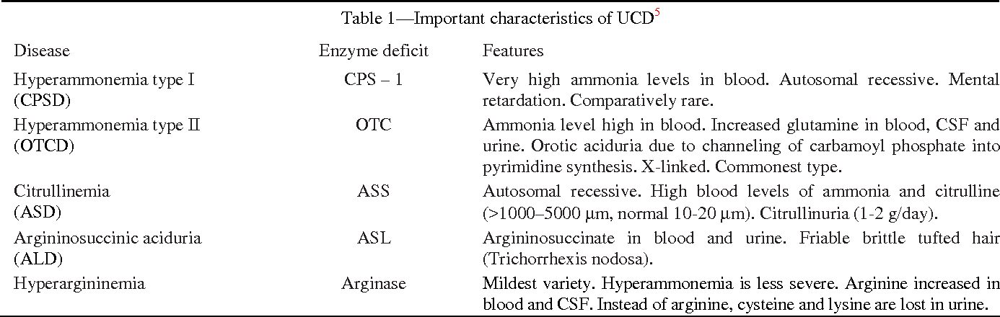 Table 1—Important characteristics of UCD5
Disease Enzyme deficit Features
Hyperammonemia type I CPS – 1 Very high ammonia levels in blood. Autosomal recessive. Mental
(CPSD) retardation. Comparatively rare.
Hyperammonemia type II OTC Ammonia level high in blood. Increased glutamine in blood, CSF and
(OTCD) urine. Orotic aciduria due to channeling of carbamoyl phosphate into
pyrimidine synthesis. X-linked. Commonest type.
Citrullinemia ASS Autosomal recessive. High blood levels of ammonia and citrulline
(ASD) (>1000–5000 μm, normal 10-20 μm). Citrullinuria (1-2 g/day).
Argininosuccinic aciduria ASL Argininosuccinate in blood and urine. Friable brittle tufted hair
(ALD) (Trichorrhexis nodosa).
Hyperargininemia Arginase Mildest variety. Hyperammonemia is less severe. Arginine increased in
blood and CSF. Instead of arginine, cysteine and lysine are lost in urine.